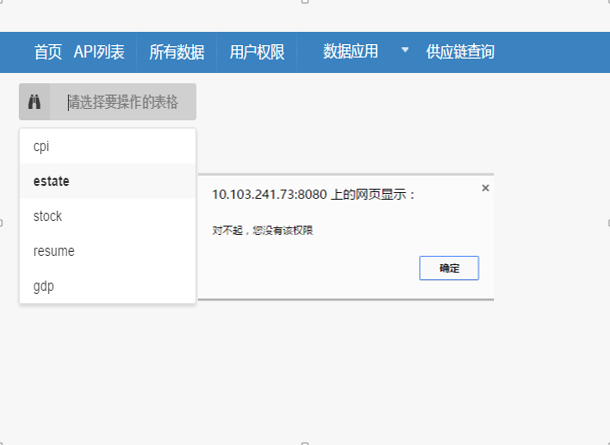 首页 API列表 所有数据 用户权限 数据应用 供应链查询
请选择要操作的表格
cpi
estate
stock
resume
gdp
10.103.241.73:8080 上的网页显示：
对不起，您没有该权限
确定